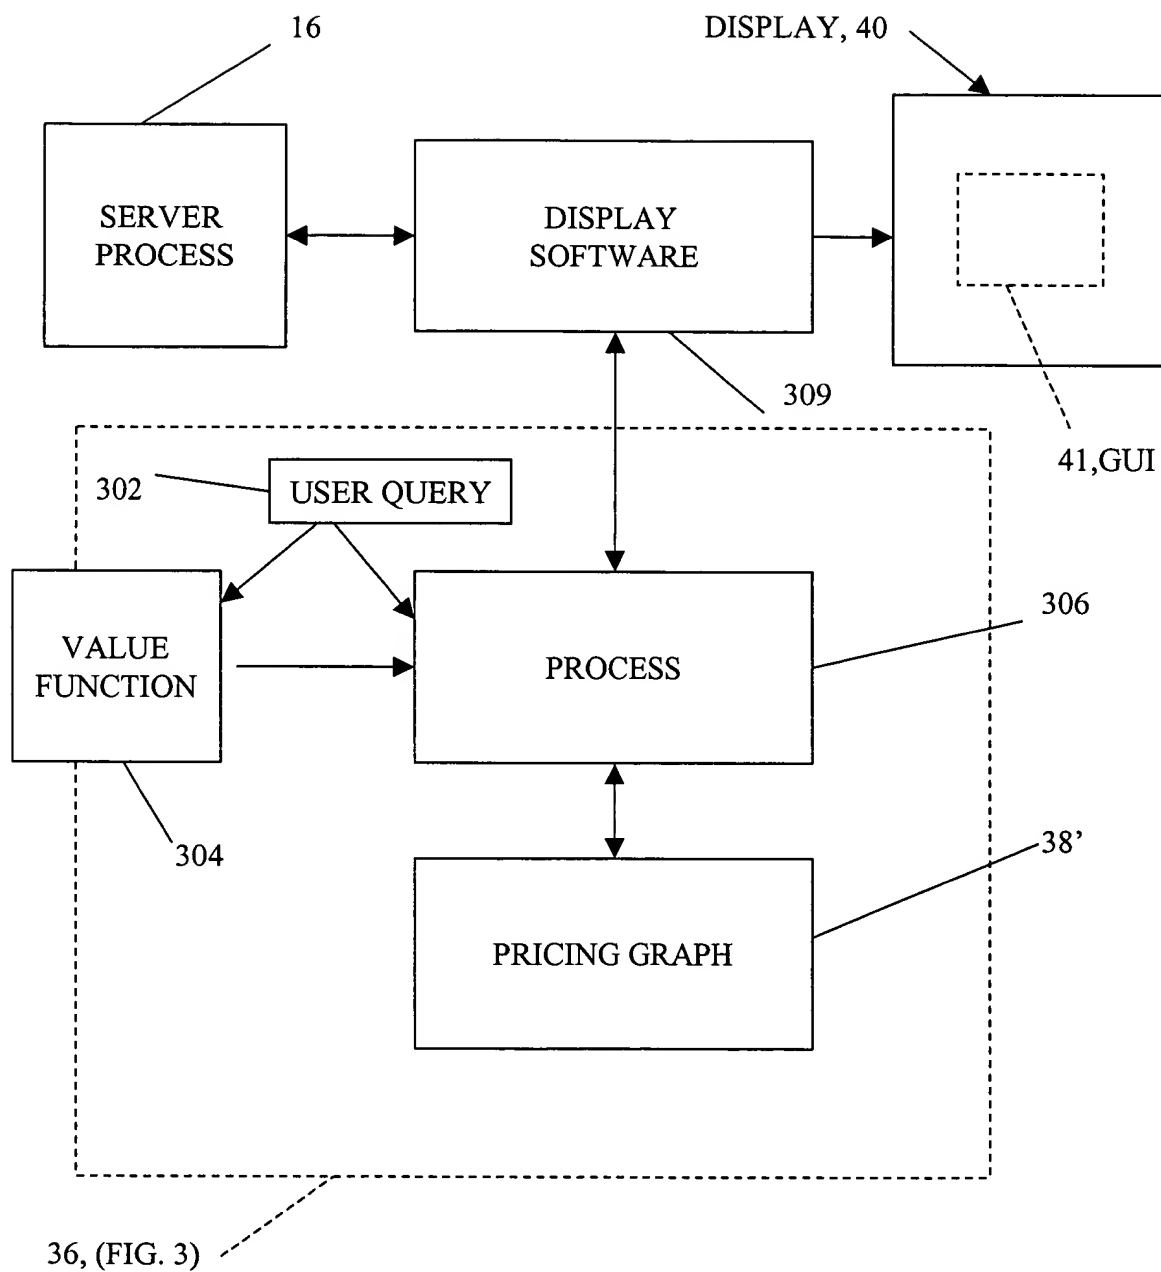 16
DISPLAY, 40
SERVER
PROCESS
DISPLAY
SOFTWARE
309
41,GUI
302
USER QUERY
306
VALUE
FUNCTION
PROCESS
304
38’
PRICING GRAPH
36, (FIG. 3)